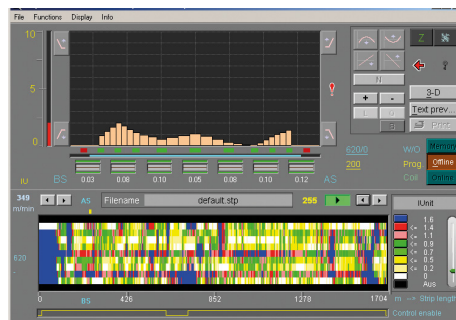 File Functions Display Info
10
5
0
IU
BS
0.03 0.08 0.10 0.10 0.08 0.10 0.12
AS
N
+ -
Z
?
3-D
Text prev...
Print
620/0
W/O
Memory
200
Prog.
Offline
Coil
Online
349
m/min
AS
Filename
default.stp
255
IUnit
620
1.6
<= 1.4
<= 1.1
<= 0.9
<= 0.7
<= 0.5
<= 0.2
0
Aus
0 426 852 1278 1704
BS
m --> Strip length
Control enable